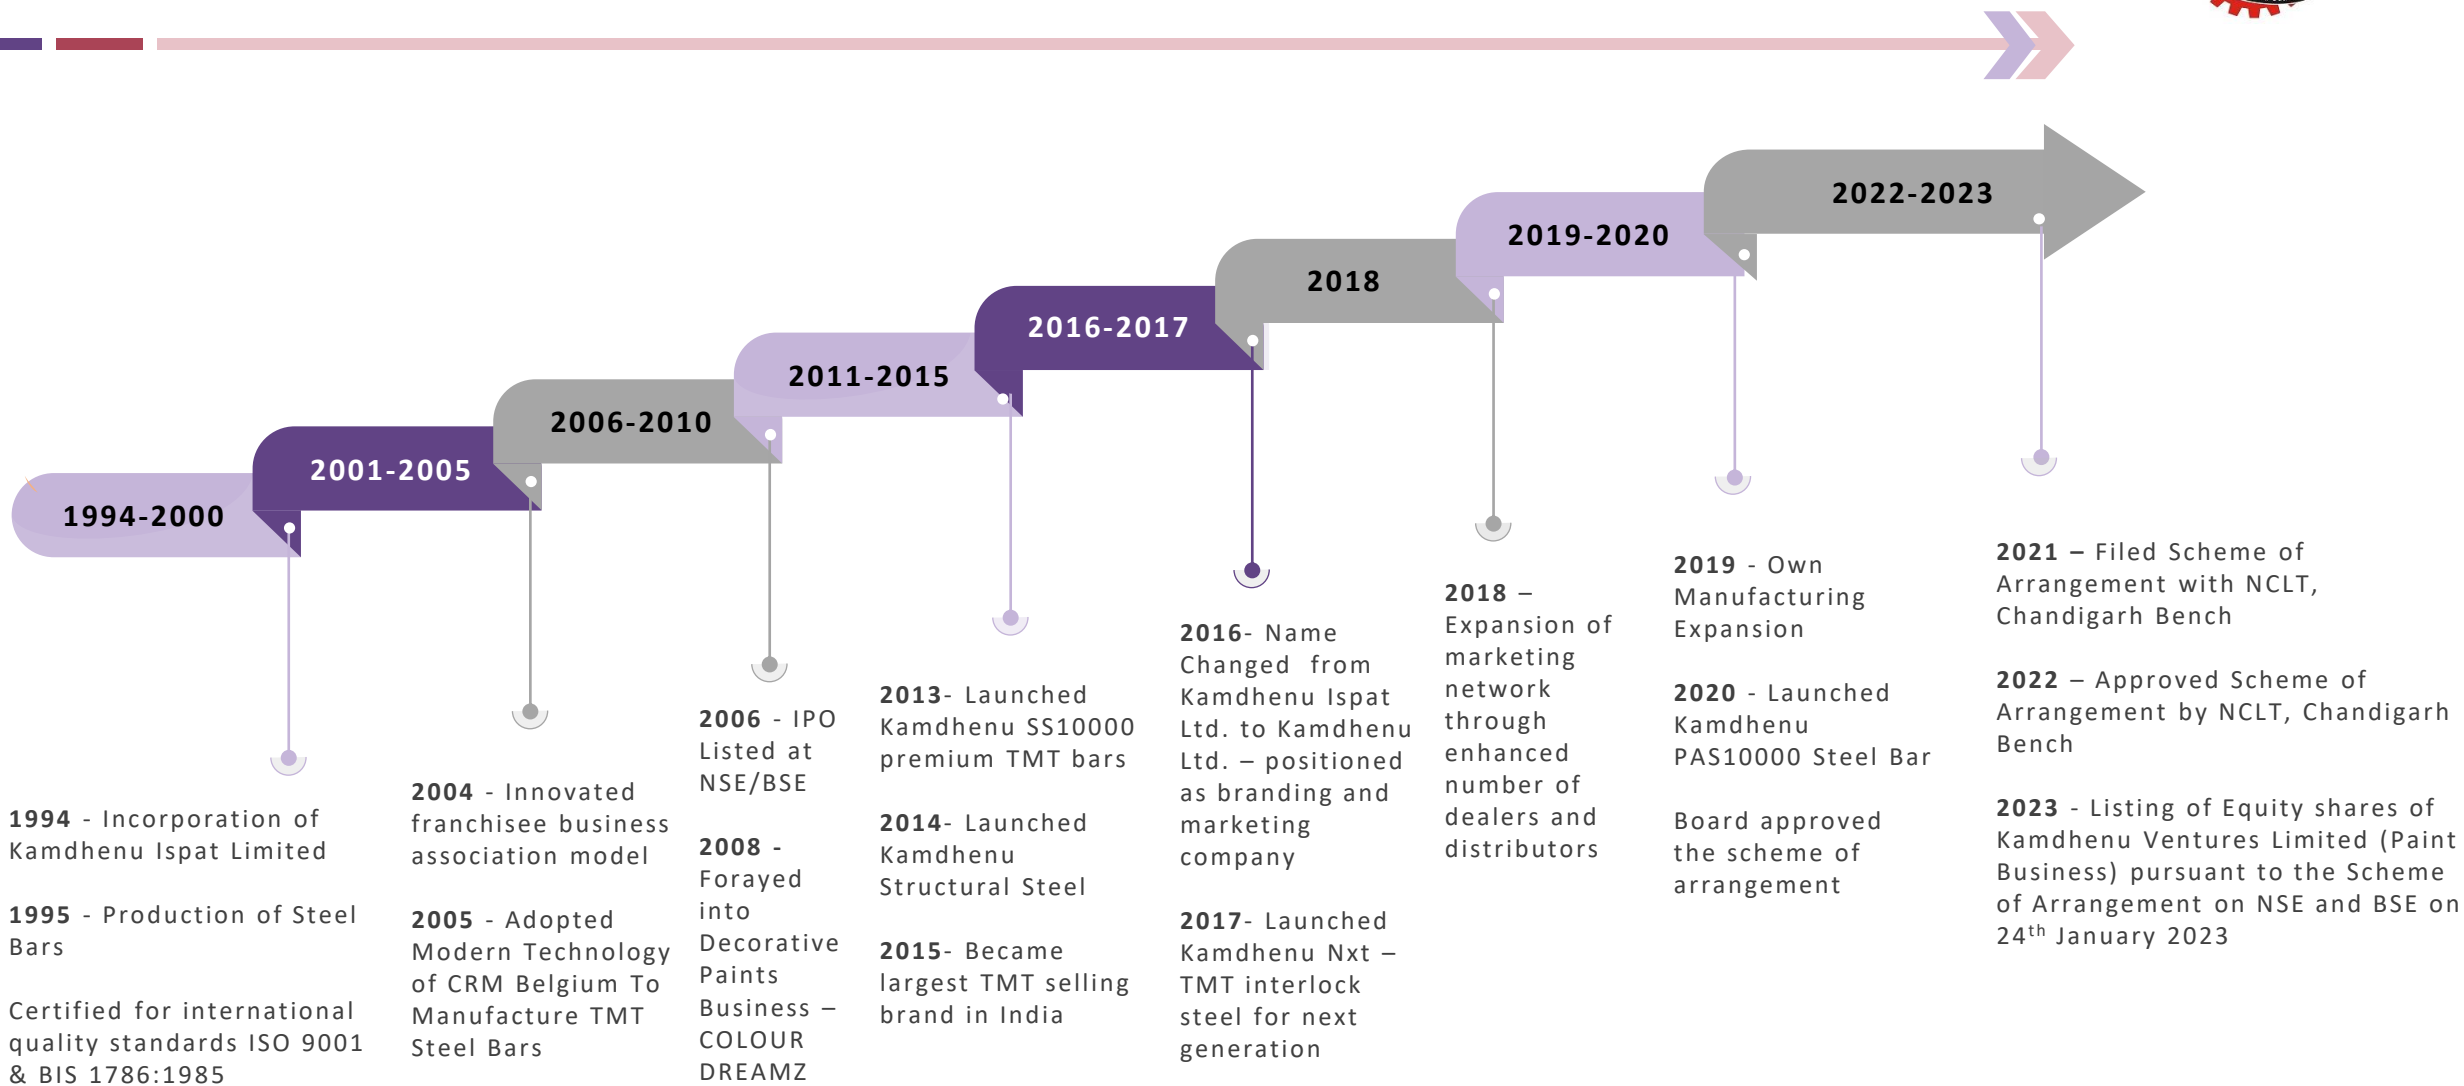 1994-2000
2001-2005
2006-2010
2011-2015
2016-2017
2018
2019-2020
2022-2023
1994 - Incorporation of
Kamdhenu Ispat Limited
1995 - Production of Steel
Bars
Certified for international
quality standards ISO 9001
& BIS 1786:1985
2004 - Innovated
franchisee business
association model
2005 - Adopted
Modern Technology
of CRM Belgium To
Manufacture TMT
Steel Bars
2006 - IPO
Listed at
NSE/BSE
2008 -
Forayed
into
Decorative
Paints
Business –
COLOUR
DREAMZ
2013- Launched
Kamdhenu SS10000
premium TMT bars
2014- Launched
Kamdhenu
Structural Steel
2015- Became
largest TMT selling
brand in India
2016- Name
Changed from
Kamdhenu Ispat
Ltd. to Kamdhenu
Ltd. – positioned
as branding and
marketing
company
2017- Launched
Kamdhenu Nxt –
TMT interlock
steel for next
generation
2018 –
Expansion of
marketing
network
through
enhanced
number of
dealers and
distributors
2019 - Own
Manufacturing
Expansion
2020 - Launched
Kamdhenu
PAS10000 Steel Bar
Board approved
the scheme of
arrangement
2021 – Filed Scheme of
Arrangement with NCLT,
Chandigarh Bench
2022 – Approved Scheme of
Arrangement by NCLT, Chandigarh
Bench
2023 - Listing of Equity shares of
Kamdhenu Ventures Limited (Paint
Business) pursuant to the Scheme
of Arrangement on NSE and BSE on
24th January 2023